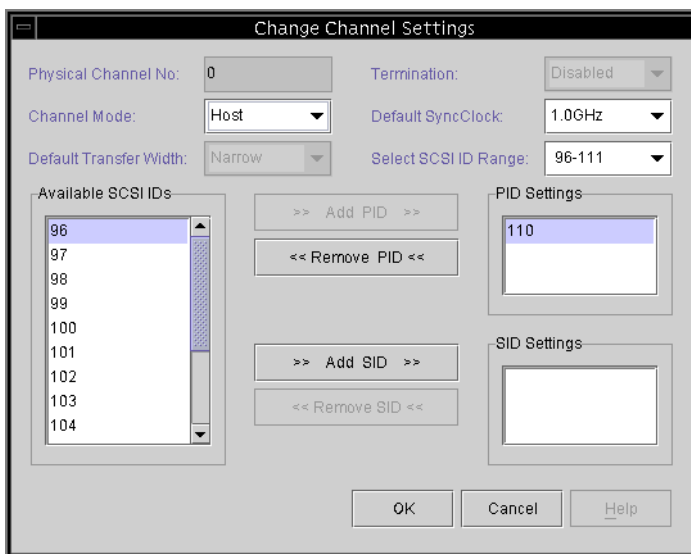 Change Channel Settings
Physical Channel No: 0 Termination: Disabled
Channel Mode: Host Default SyncClock: 1.0GHz
Default Transfer Width: Narrow Select SCSI ID Range: 96-111
Available SCSI IDs
96
97
98
99
100
101
102
103
104
>> Add PID >>
<< Remove PID <<
>> Add SID >>
<< Remove SID <<
PID Settings
110
SID Settings
OK Cancel Help